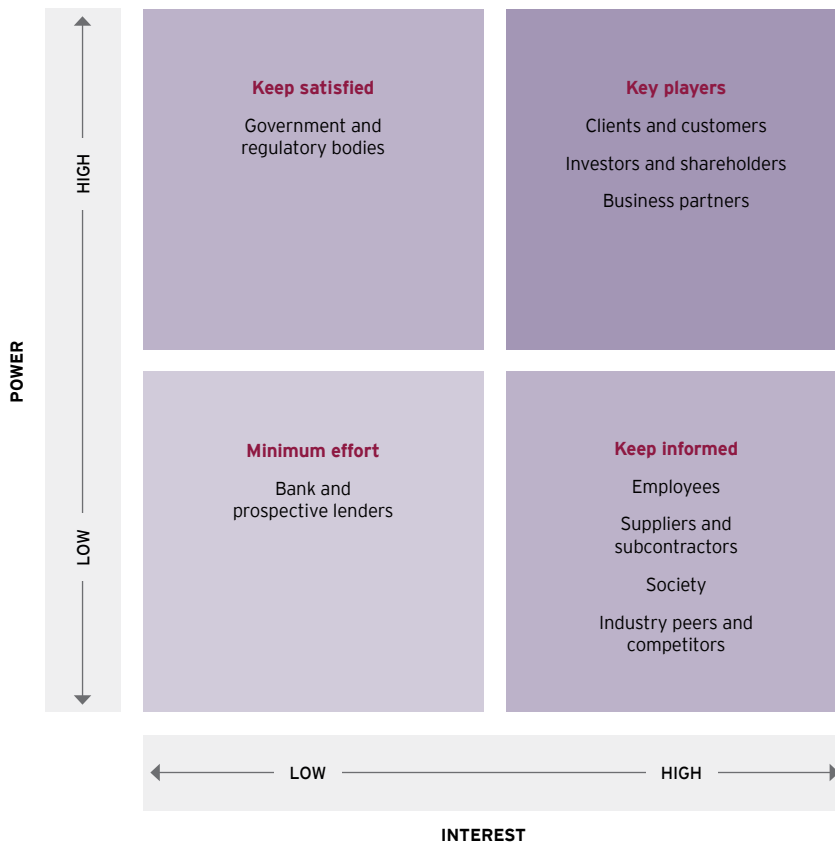 HIGH
POWER
LOW
Keep satisfied
Government and
regulatory bodies
Key players
Clients and customers
Investors and shareholders
Business partners
Minimum effort
Bank and
prospective lenders
Keep informed
Employees
Suppliers and
subcontractors
Society
Industry peers and
competitors
LOW
HIGH
INTEREST